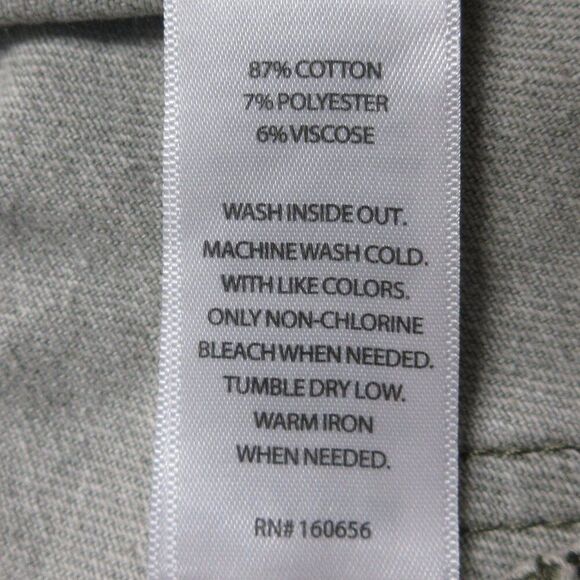 87% COTTON
7% POLYESTER
6% VISCOSE
WASH INSIDE OUT.
MACHINE WASH COLD.
WITH LIKE COLORS.
ONLY NON-CHLORINE
BLEACH WHEN NEEDED.
TUMBLE DRY LOW.
WARM IRON
WHEN NEEDED.
RN# 160656